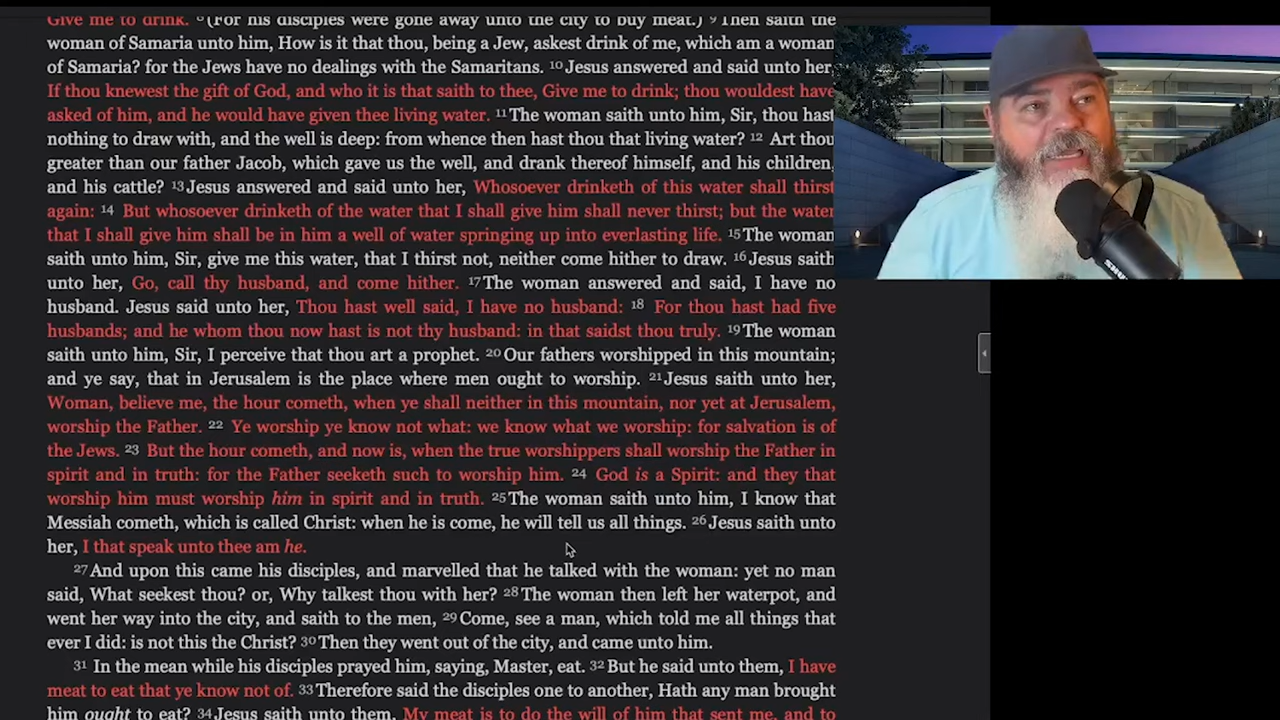 Give me to drink. 8 (For his disciples were gone away unto the city to buy meat.) 9 Then saith the
woman of Samaria unto him, How is it that thou, being a Jew, askest drink of me, which am a woman
of Samaria? for the Jews have no dealings with the Samaritans. 10 Jesus answered and said unto her
If thou knewest the gift of God, and who it is that saith to thee, Give me to drink; thou wouldest have
asked of him, and he would have given thee living water. 11 The woman saith unto him, Sir, thou hast
nothing to draw with, and the well is deep: from whence then hast thou that living water? 12 Art thou
greater than our father Jacob, which gave us the well, and drank thereof himself, and his children,
and his cattle? 13 Jesus answered and said unto her, Whosoever drinketh of this water shall thirst
again: 14 But whosoever drinketh of the water that I shall give him shall never thirst; but the water
that I shall give him shall be in him a well of water springing up into everlasting life. 15 The woman
saith unto him, Sir, give me this water, that I thirst not, neither come hither to draw. 16 Jesus saith
unto her, Go, call thy husband, and come hither. 17 The woman answered and said, I have no
husband. Jesus said unto her, Thou hast well said, I have no husband: 18 For thou hast had five
husbands; and he whom thou now hast is not thy husband: in that saidst thou truly. 19 The woman
saith unto him, Sir, I perceive that thou art a prophet. 20 Our fathers worshipped in this mountain;
and ye say, that in Jerusalem is the place where men ought to worship. 21 Jesus saith unto her,
Woman, believe me, the hour cometh, when ye shall neither in this mountain, nor yet at Jerusalem,
worship the Father. 22 Ye worship ye know not what: we know what we worship: for salvation is of
the Jews. 23 But the hour cometh, and now is, when the true worshippers shall worship the Father in
spirit and in truth: for the Father seeketh such to worship him. 24 God is a Spirit: and they that
worship him must worship him in spirit and in truth. 25 The woman saith unto him, I know that
Messiah cometh, which is called Christ: when he is come, he will tell us all things. 26 Jesus saith unto
her, I that speak unto thee am he.
27 And upon this came his disciples, and marvelled that he talked with the woman: yet no man
said, What seekest thou? or, Why talkest thou with her? 28 The woman then left her waterpot, and
went her way into the city, and saith to the men, 29 Come, see a man, which told me all things that
ever I did: is not this the Christ? 30 Then they went out of the city, and came unto him.
31 In the mean while his disciples prayed him, saying, Master, eat. 32 But he said unto them, I have
meat to eat that ye know not of. 33 Therefore said the disciples one to another, Hath any man brought
him ought to eat? 34 Jesus saith unto them, My meat is to do the will of him that sent me, and to